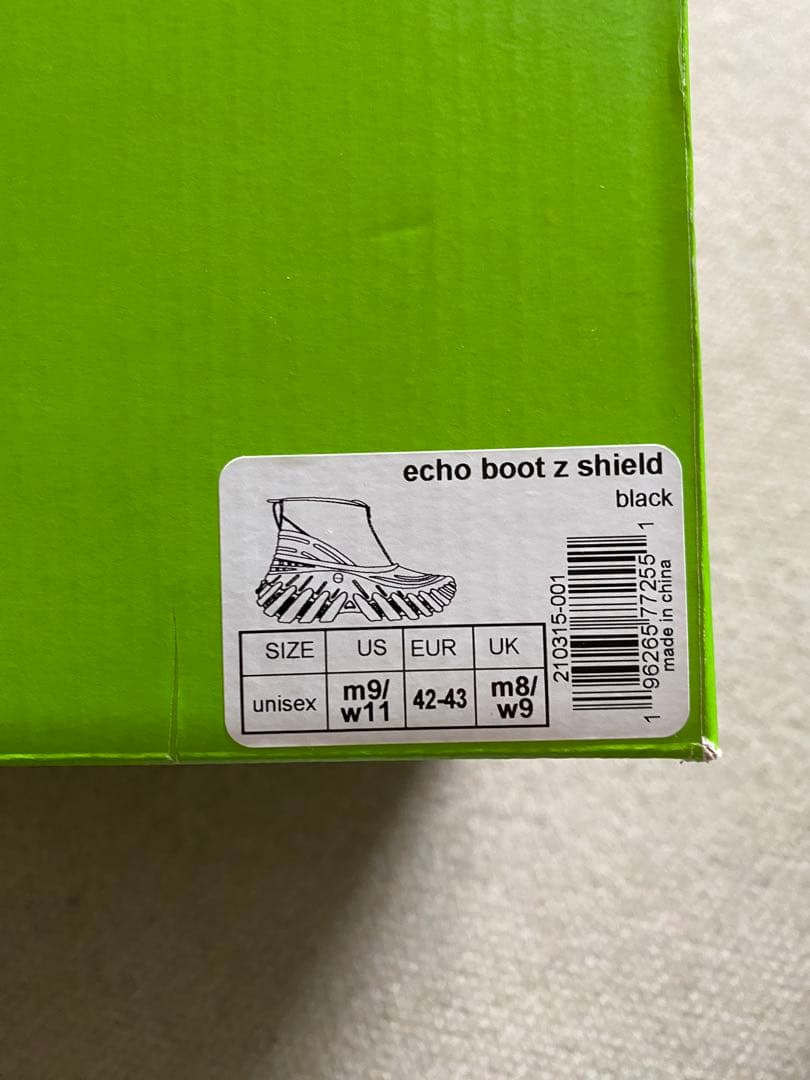 echo boot z shield
black
SIZE US EUR UK
unisex m9/ w11 42-43 m8/ w9
210315-001
1 96265 77255 1
made in china